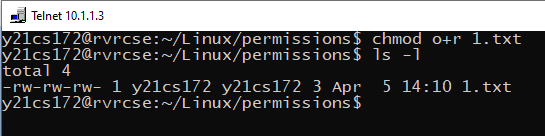 Telnet 10.1.1.3
y21cs172@rvrcse:~/Linux/permissions$ chmod o+r 1.txt
y21cs172@rvrcse:~/Linux/permissions$ ls -l
total 4
-rw-rw-rw- 1 y21cs172 y21cs172 3 Apr  5 14:10 1.txt
y21cs172@rvrcse:~/Linux/permissions$